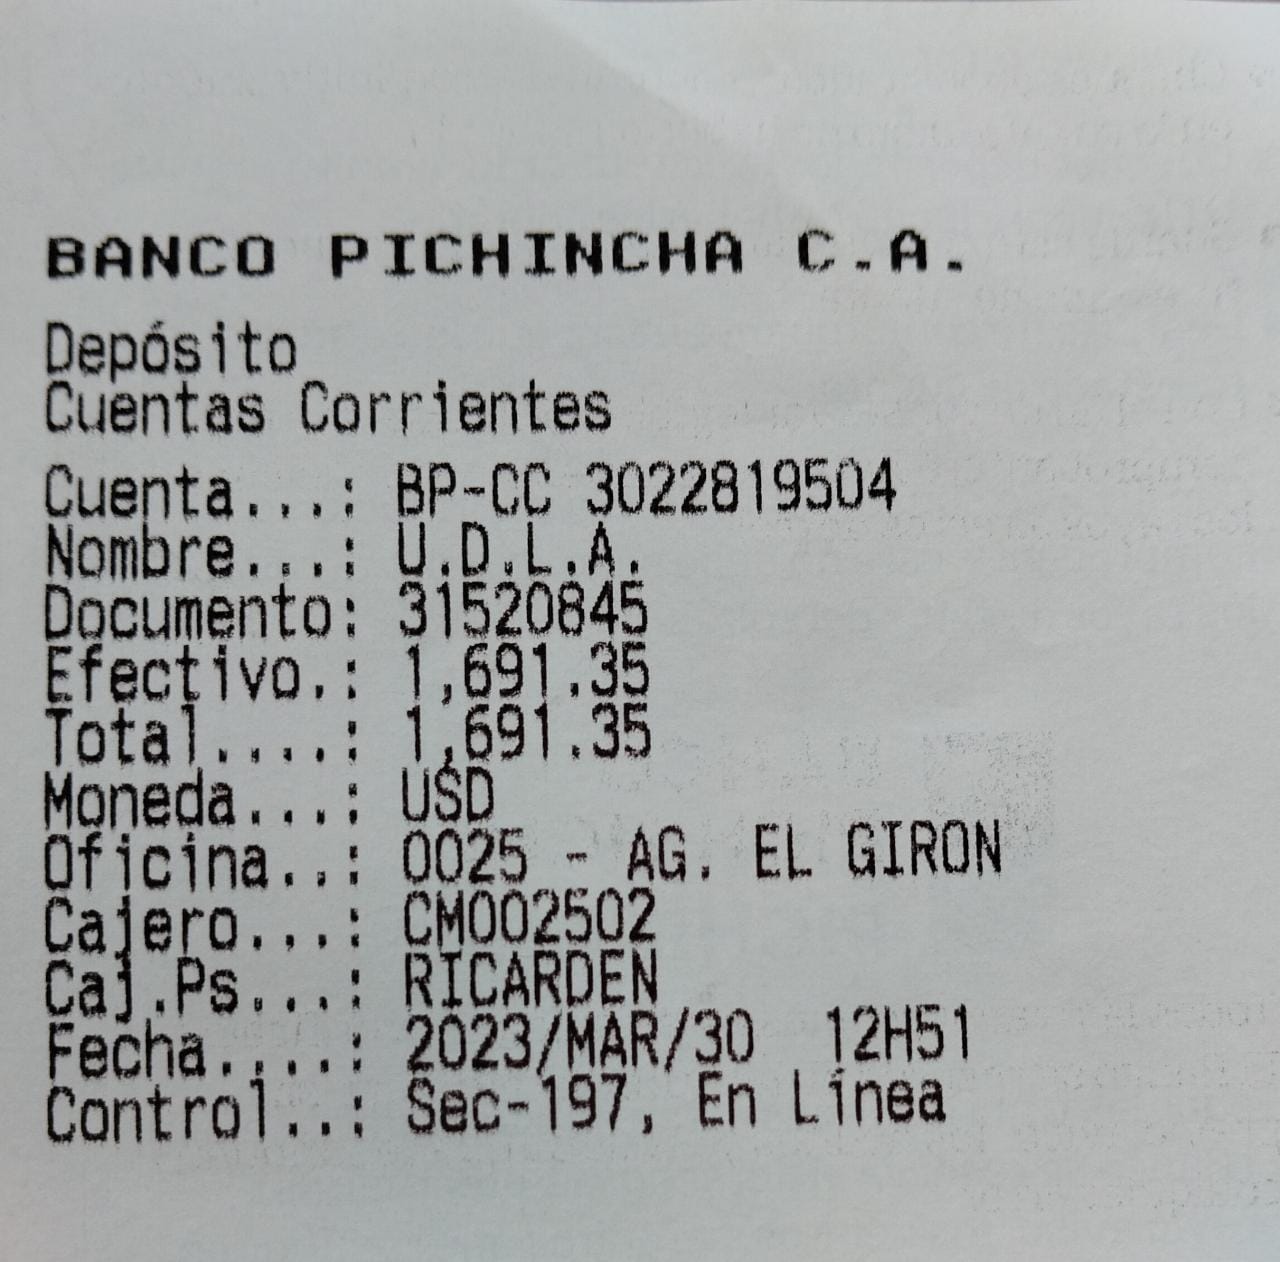 BANCO PICHINCHA C.A.
Depósito
Cuentas Corrientes
Cuenta...: BP-CC 3022819504
Nombre...: U.D.L.A.
Documento: 31520845
Efectivo.: 1,691.35
Total....: 1,691.35
Moneda...: USD
Oficina..: 0025 - AG. EL GIRON
Cajero...: CM002502
Caj.Ps...: RICARDEN
Fecha....: 2023/MAR/30 12H51
Control..: Sec-197, En Línea